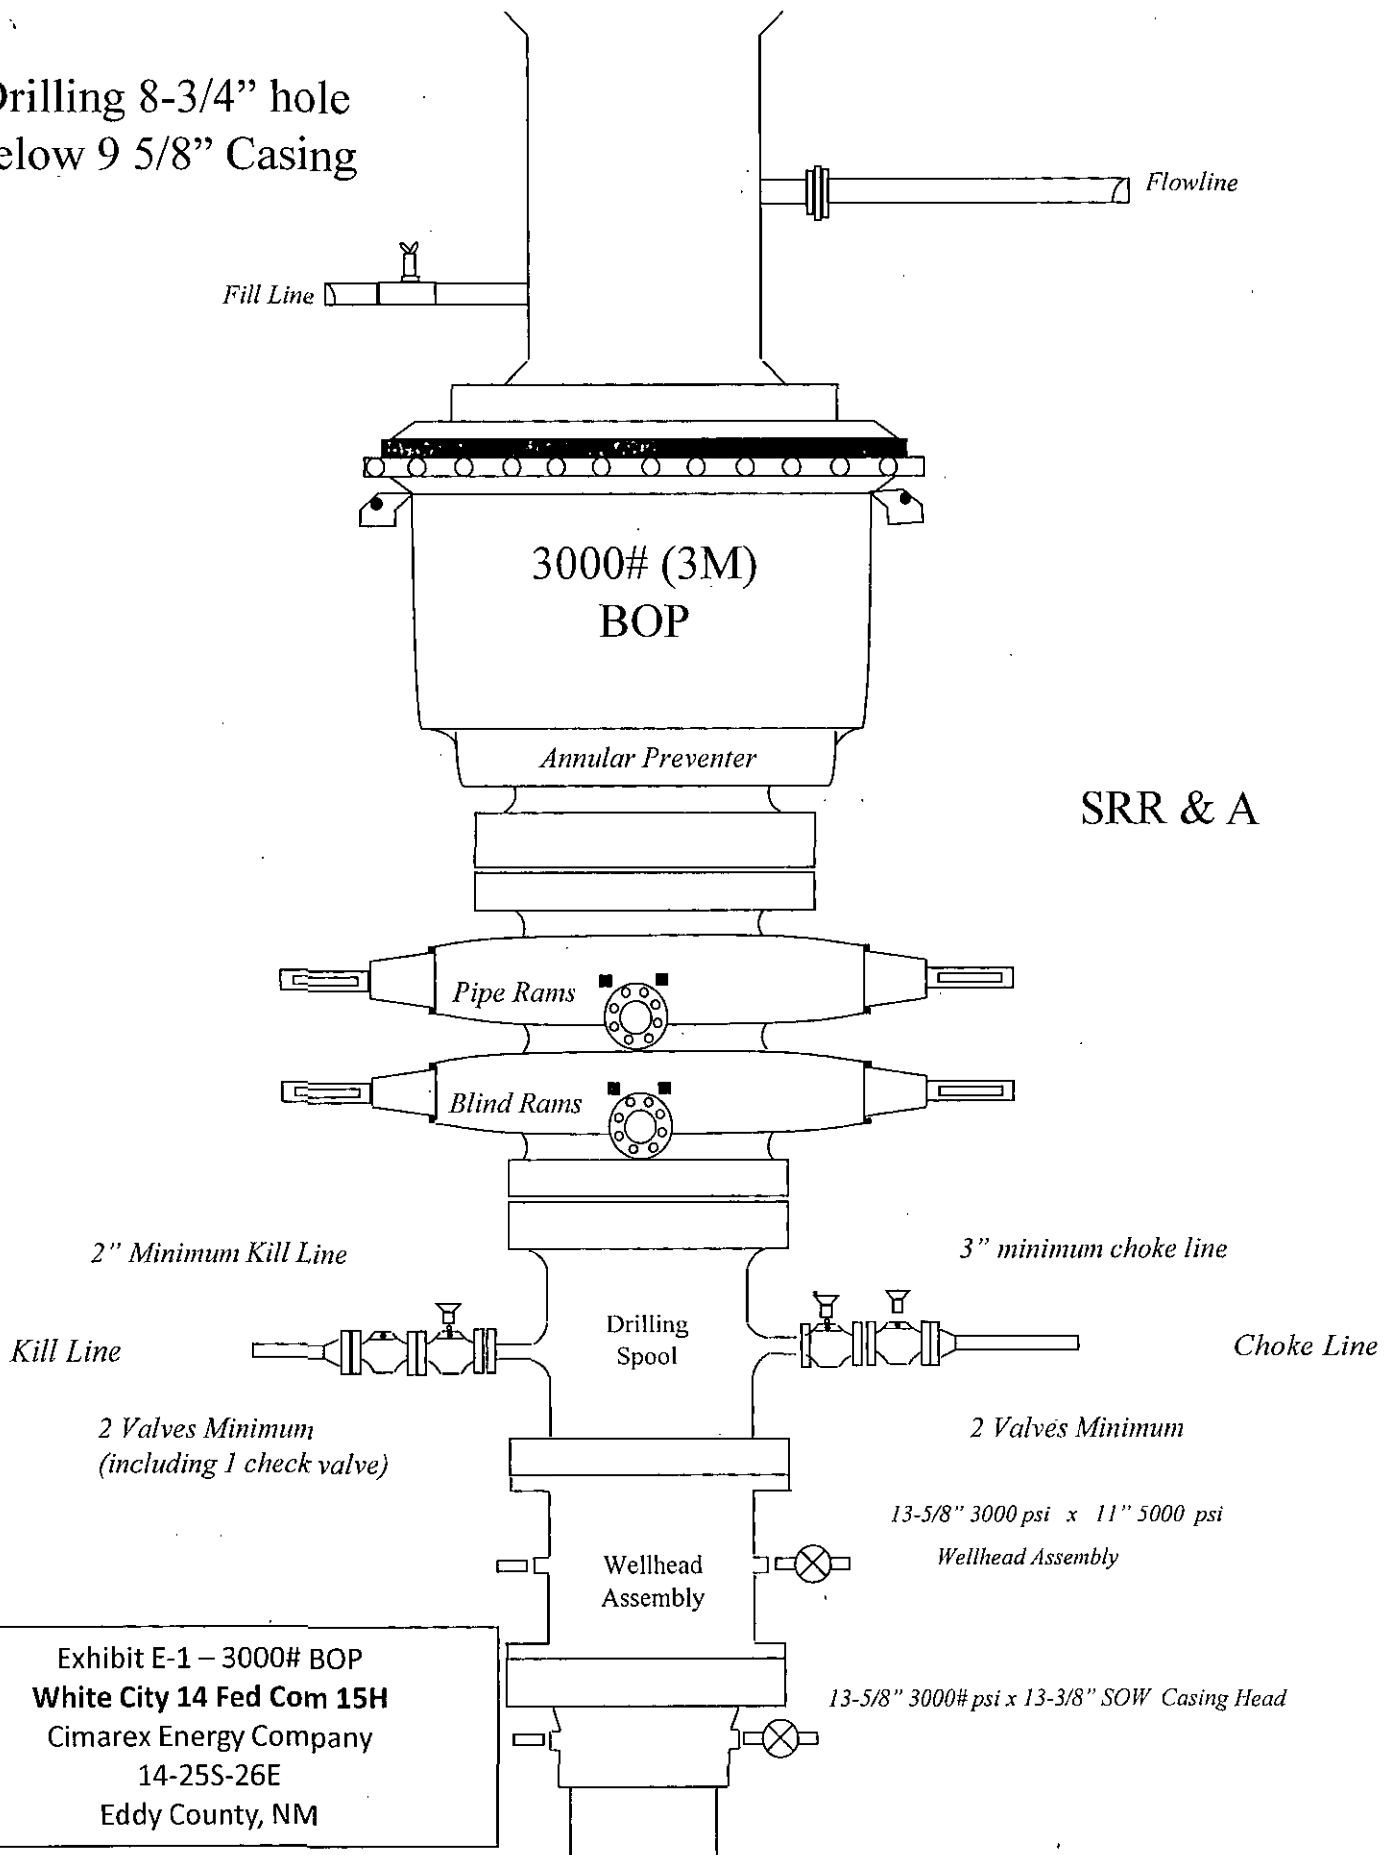 Drilling 8-3/4” hole
elow 9 5/8” Casing
Flowline
Fill Line
3000# (3M)
BOP
Annular Preventer
SRR & A
Pipe Rams
Blind Rams
2” Minimum Kill Line
3” minimum choke line
Drilling
Spool
Kill Line
Choke Line
2 Valves Minimum
(including 1 check valve)
2 Valves Minimum
13-5/8” 3000 psi x 11” 5000 psi
Wellhead Assembly
Wellhead
Assembly
Exhibit E-1 – 3000# BOP
White City 14 Fed Com 15H
Cimarex Energy Company
14-25S-26E
Eddy County, NM
13-5/8” 3000# psi x 13-3/8” SOW Casing Head